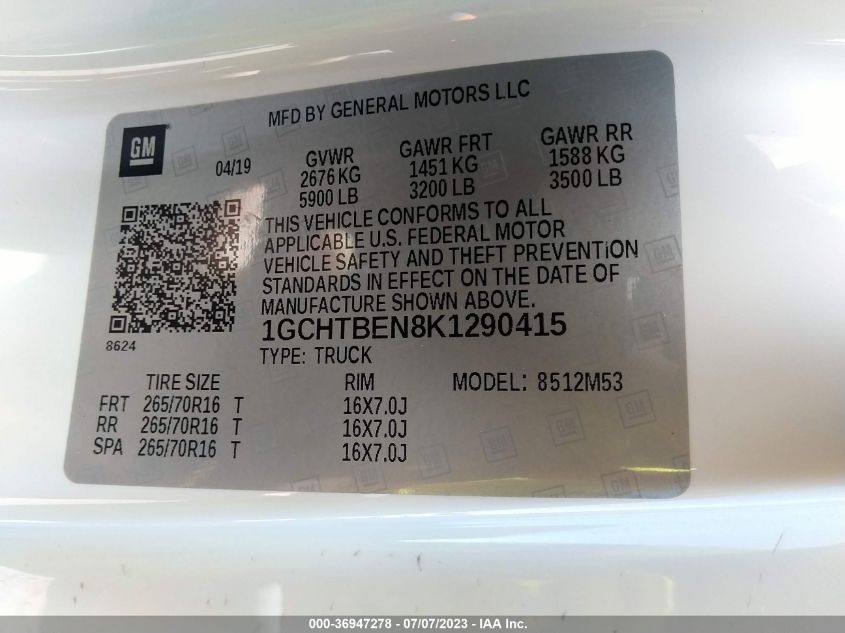 MFD BY GENERAL MOTORS LLC
GM
04/19
GVWR GAWR FRT GAWR RR
2676 KG 1451 KG 1588 KG
5900 LB 3200 LB 3500 LB
THIS VEHICLE CONFORMS TO ALL
APPLICABLE U.S. FEDERAL MOTOR
VEHICLE SAFETY AND THEFT PREVENTION
STANDARDS IN EFFECT ON THE DATE OF
MANUFACTURE SHOWN ABOVE.
8624
1GCHTBEN8K1290415
TYPE: TRUCK
TIRE SIZE RIM MODEL: 8512M53
FRT 265/70R16 T 16X7.0J
RR 265/70R16 T 16X7.0J
SPA 265/70R16 T 16X7.0J
000-36947278 - 07/07/2023 - IAA Inc.